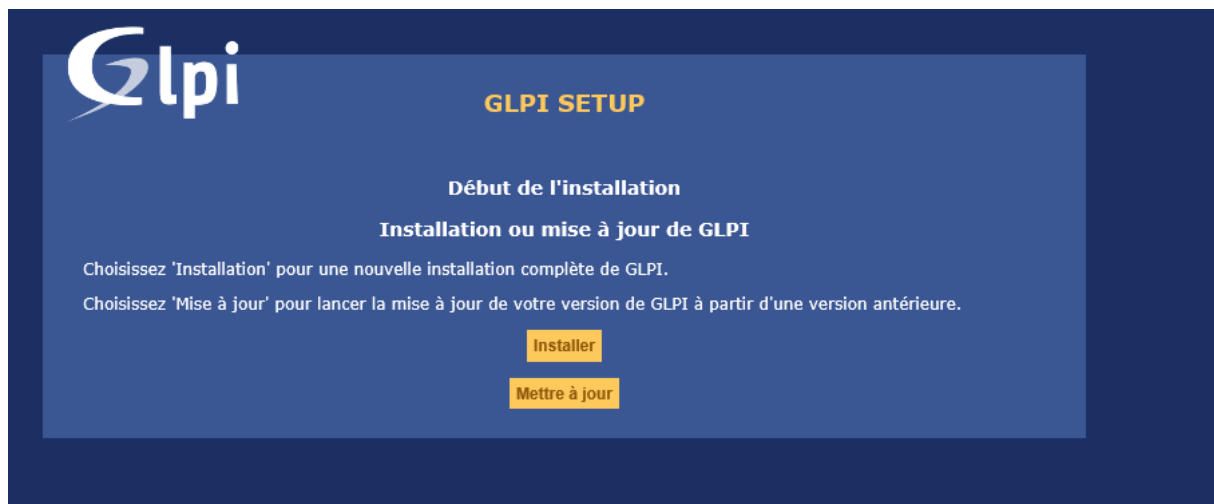 Glpi
GLPI SETUP
Début de l'installation
Installation ou mise à jour de GLPI
Choisissez 'Installation' pour une nouvelle installation complète de GLPI.
Choisissez 'Mise à jour' pour lancer la mise à jour de votre version de GLPI à partir d'une version antérieure.
Installer
Mettre à jour